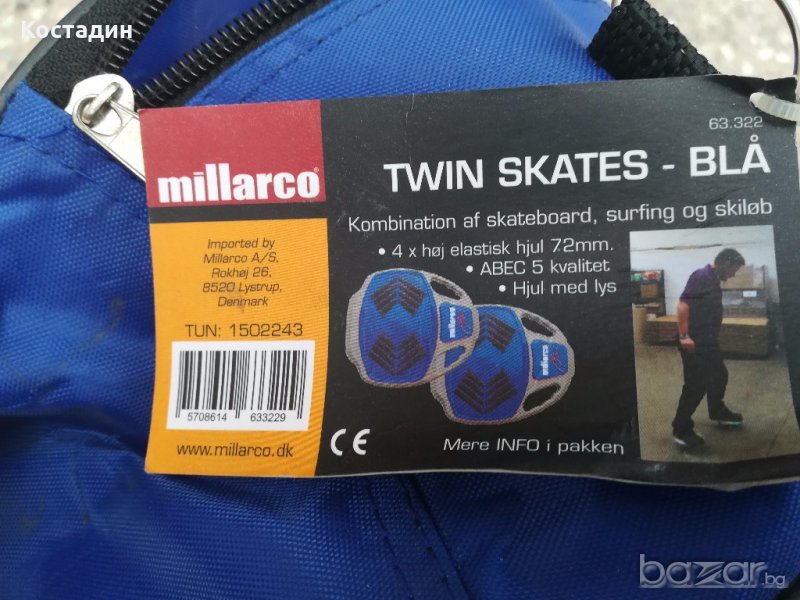 Костадин
63.322
millarco
TWIN SKATES - BLÅ
Kombination af skateboard, surfing og skiløb
• 4 x høj elastisk hjul 72mm.
• ABEC 5 kvalitet
• Hjul med lys
Imported by
Millarco A/S,
Rokhøj 26,
8520 Lystrup,
Denmark
TUN: 1502243
5708614 633229
www.millarco.dk
CE
millarco
millarco
Mere INFO i pakken
bazar.bg